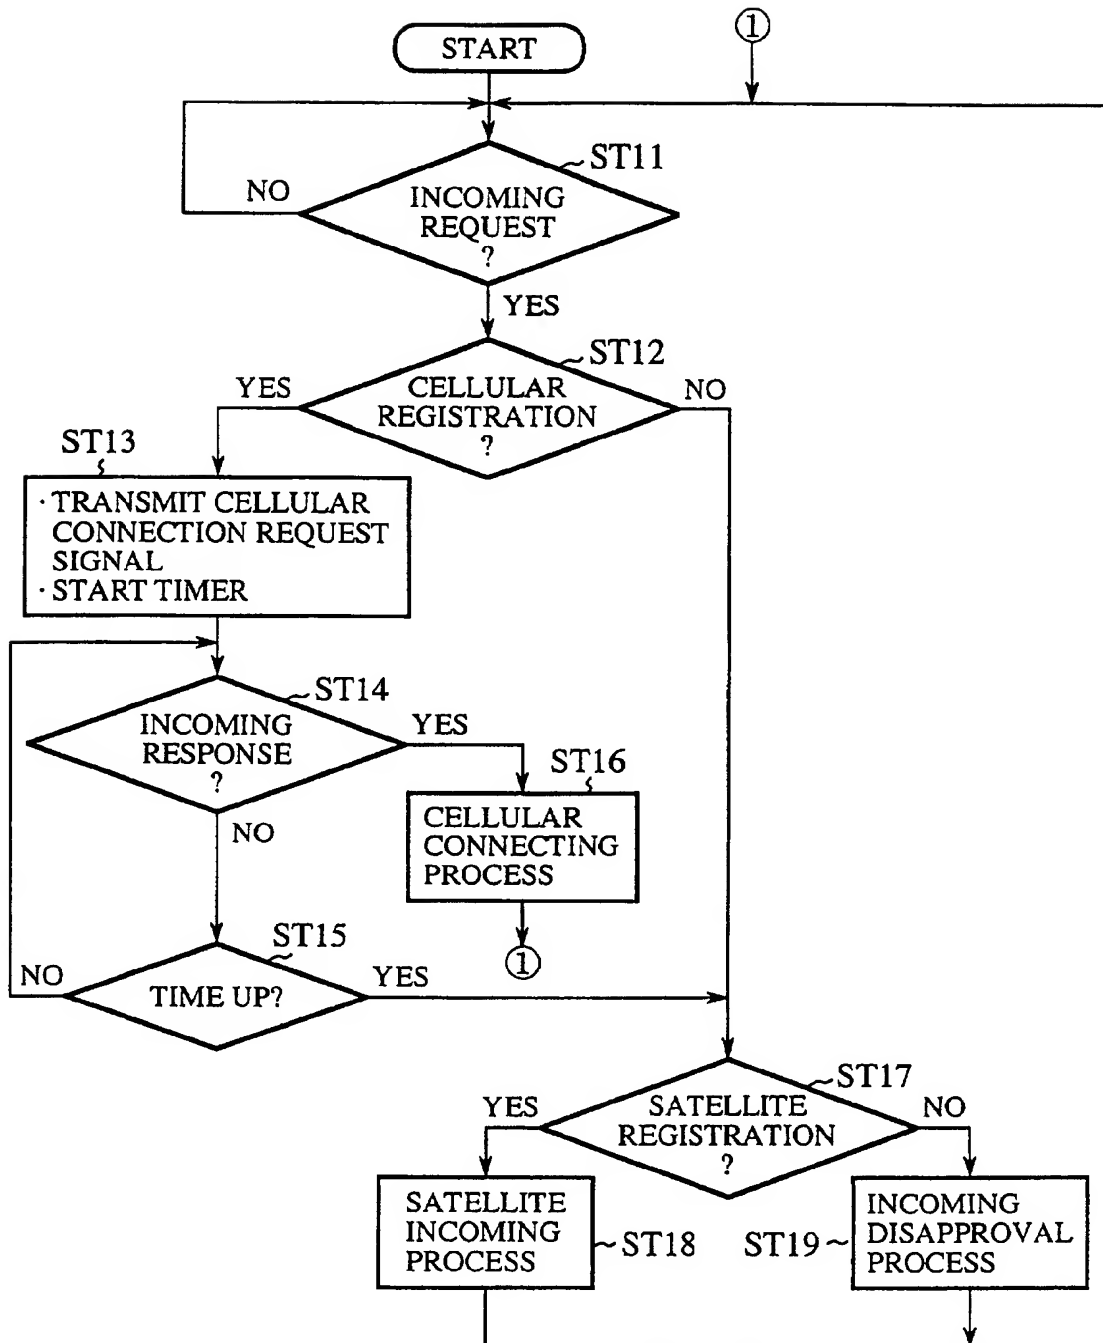 ①
START
ST11
NO
INCOMING
REQUEST
?
YES
ST12
YES
CELLULAR
REGISTRATION
?
NO
ST13
· TRANSMIT CELLULAR
CONNECTION REQUEST
SIGNAL
· START TIMER
ST14
INCOMING
RESPONSE
?
YES
NO
ST16
CELLULAR
CONNECTING
PROCESS
①
ST15
NO
TIME UP?
YES
ST17
YES
SATELLITE
REGISTRATION
?
NO
SATELLITE
INCOMING
PROCESS
ST18
ST19
INCOMING
DISAPPROVAL
PROCESS